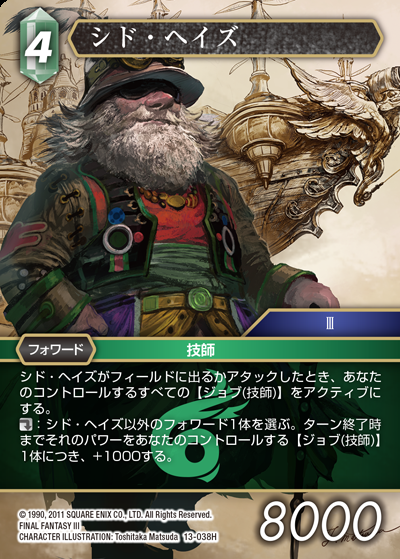 4
シド・ヘイズ
III
フォワード
技師
シド・ヘイズがフィールドに出るかアタックしたとき、あなた
のコントロールするすべての【ジョブ(技師)】をアクティブに
する。
：シド・ヘイズ以外のフォワード1体を選ぶ。ターン終了時
までそれのパワーをあなたのコントロールする【ジョブ(技師)】
1体につき、+1000する。
© 1990, 2011 SQUARE ENIX CO., LTD. All Rights Reserved.
FINAL FANTASY III
CHARACTER ILLUSTRATION: Toshitaka Matsuda 13-038H
8000